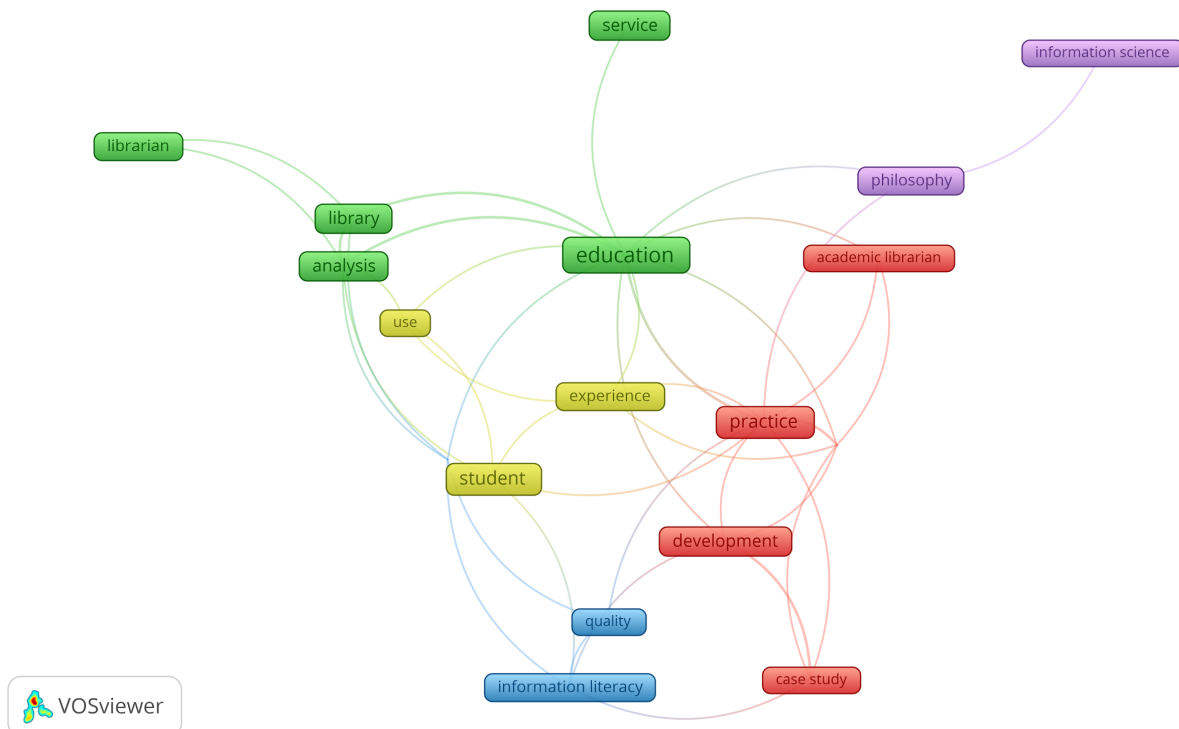 service
information science
librarian
philosophy
library
education
academic librarian
analysis
use
experience
practice
student
development
quality
case study
information literacy
VOSviewer